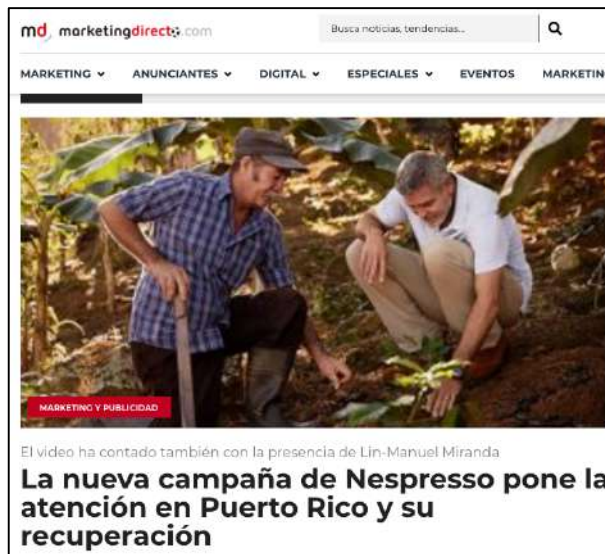 md marketingdirecto.com
Busca noticias, tendencias...
MARKETING
ANUNCIANTES
DIGITAL
ESPECIALES
EVENTOS
MARKETING
MARKETING Y PUBLICIDAD
El video ha contado también con la presencia de Lin-Manuel Miranda
La nueva campaña de Nespresso pone la
atención en Puerto Rico y su
recuperación